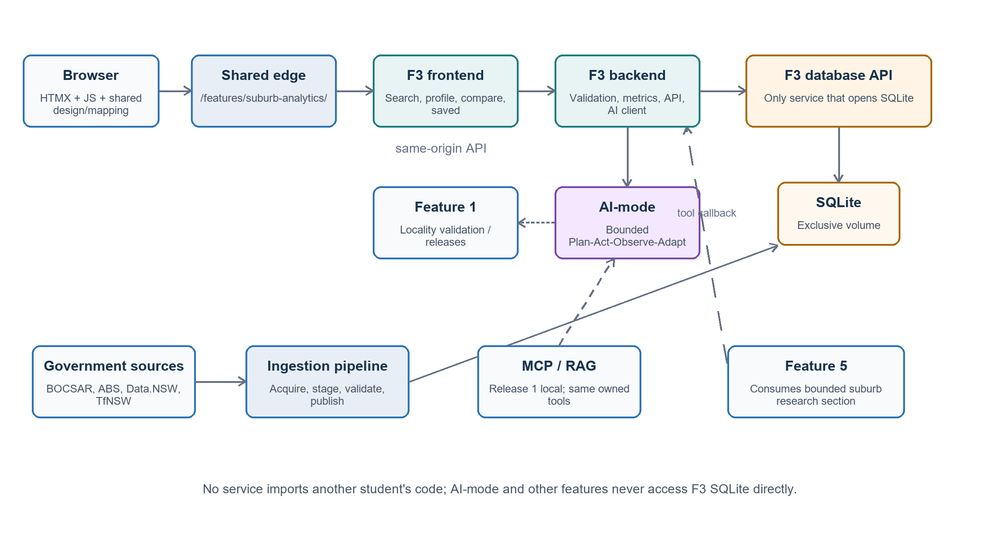 Browser
HTMX + JS + shared
design/mapping
Shared edge
/features/suburb-analytics/
F3 frontend
Search, profile, compare,
saved
F3 backend
Validation, metrics, API,
AI client
F3 database API
Only service that opens SQLite
same-origin API
Feature 1
Locality validation /
releases
AI-mode
Bounded
Plan-Act-Observe-Adapt
tool callback
SQLite
Exclusive volume
Government sources
BOCSAR, ABS, Data.NSW,
TfNSW
Ingestion pipeline
Acquire, stage, validate,
publish
MCP / RAG
Release 1 local; same owned
tools
Feature 5
Consumes bounded suburb
research section
No service imports another student's code; AI-mode and other features never access F3 SQLite directly.